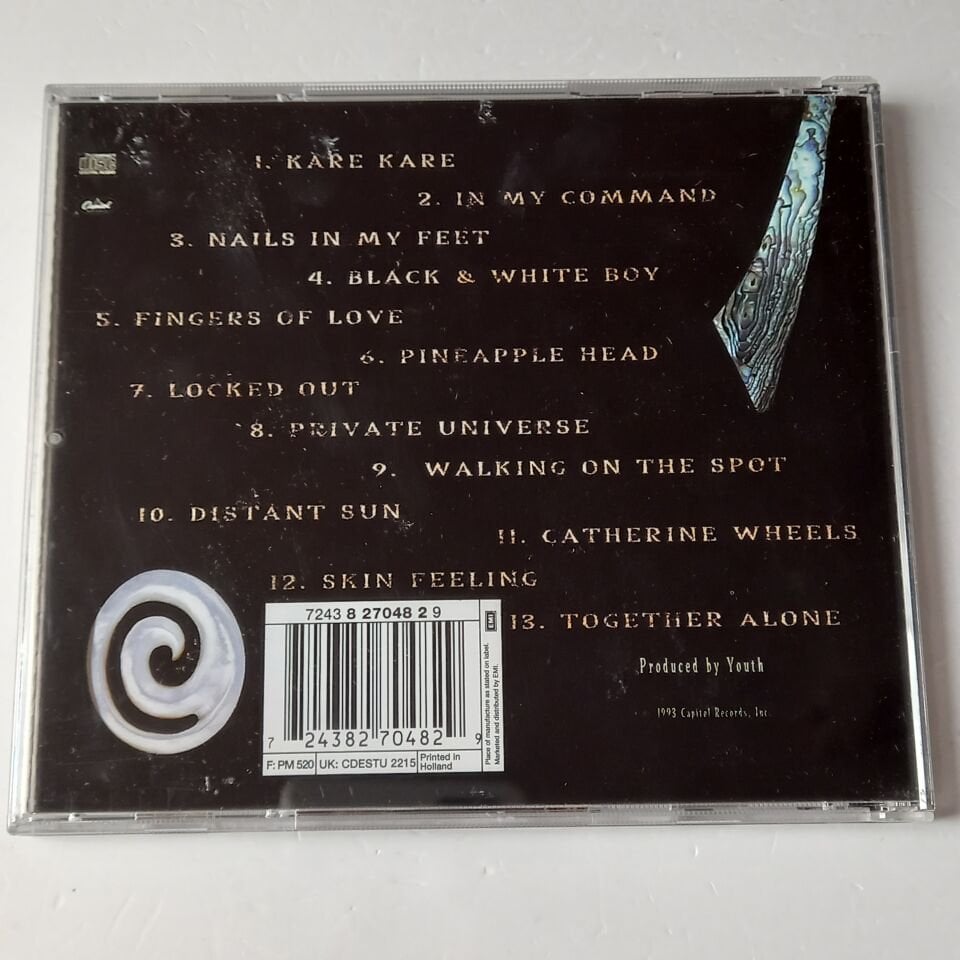 DISC
Capitol
1. KARE KARE
2. IN MY COMMAND
3. NAILS IN MY FEET
4. BLACK & WHITE BOY
5. FINGERS OF LOVE
6. PINEAPPLE HEAD
7. LOCKED OUT
8. PRIVATE UNIVERSE
9. WALKING ON THE SPOT
10. DISTANT SUN
11. CATHERINE WHEELS
12. SKIN FEELING
13. TOGETHER ALONE
7243 8 27048 2 9
7 24382 70482 9
F: PM 520 UK: CDESTU 2215 Printed in
Holland
EMI
Place of manufacture as stated on label.
Marketed and distributed by EMI.
Produced by Youth
1993 Capitol Records, Inc.